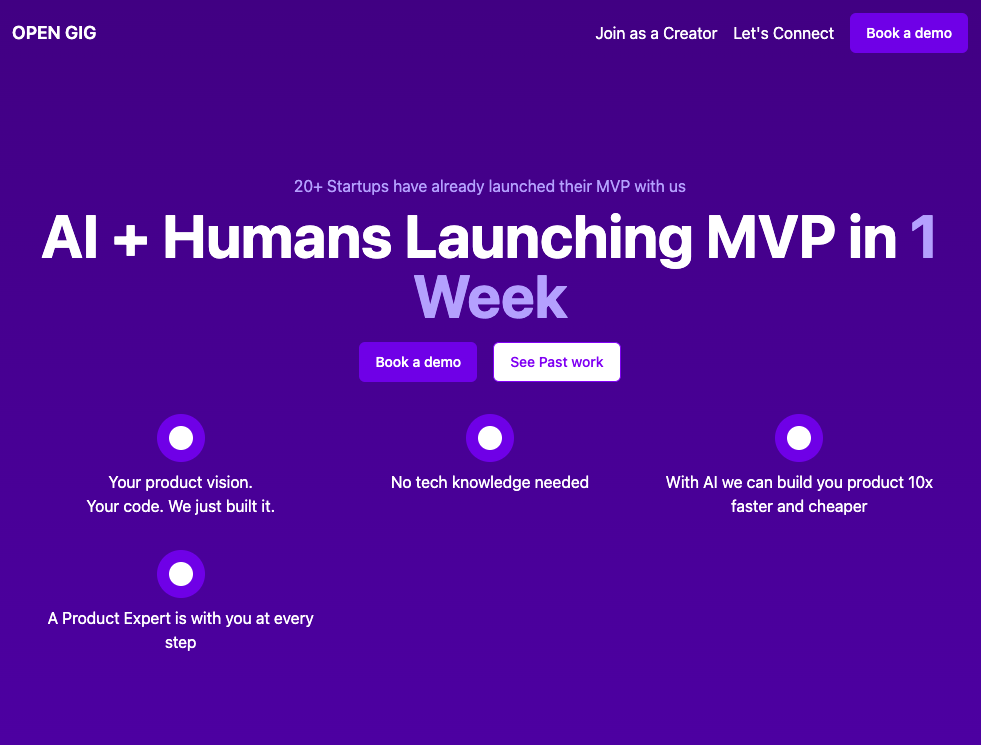 OPEN GIG
Join as a Creator
Let's Connect
Book a demo
20+ Startups have already launched their MVP with us
AI + Humans Launching MVP in 1
Week
Book a demo
See Past work
Your product vision.
Your code. We just built it.
No tech knowledge needed
With AI we can build you product 10x
faster and cheaper
A Product Expert is with you at every
step